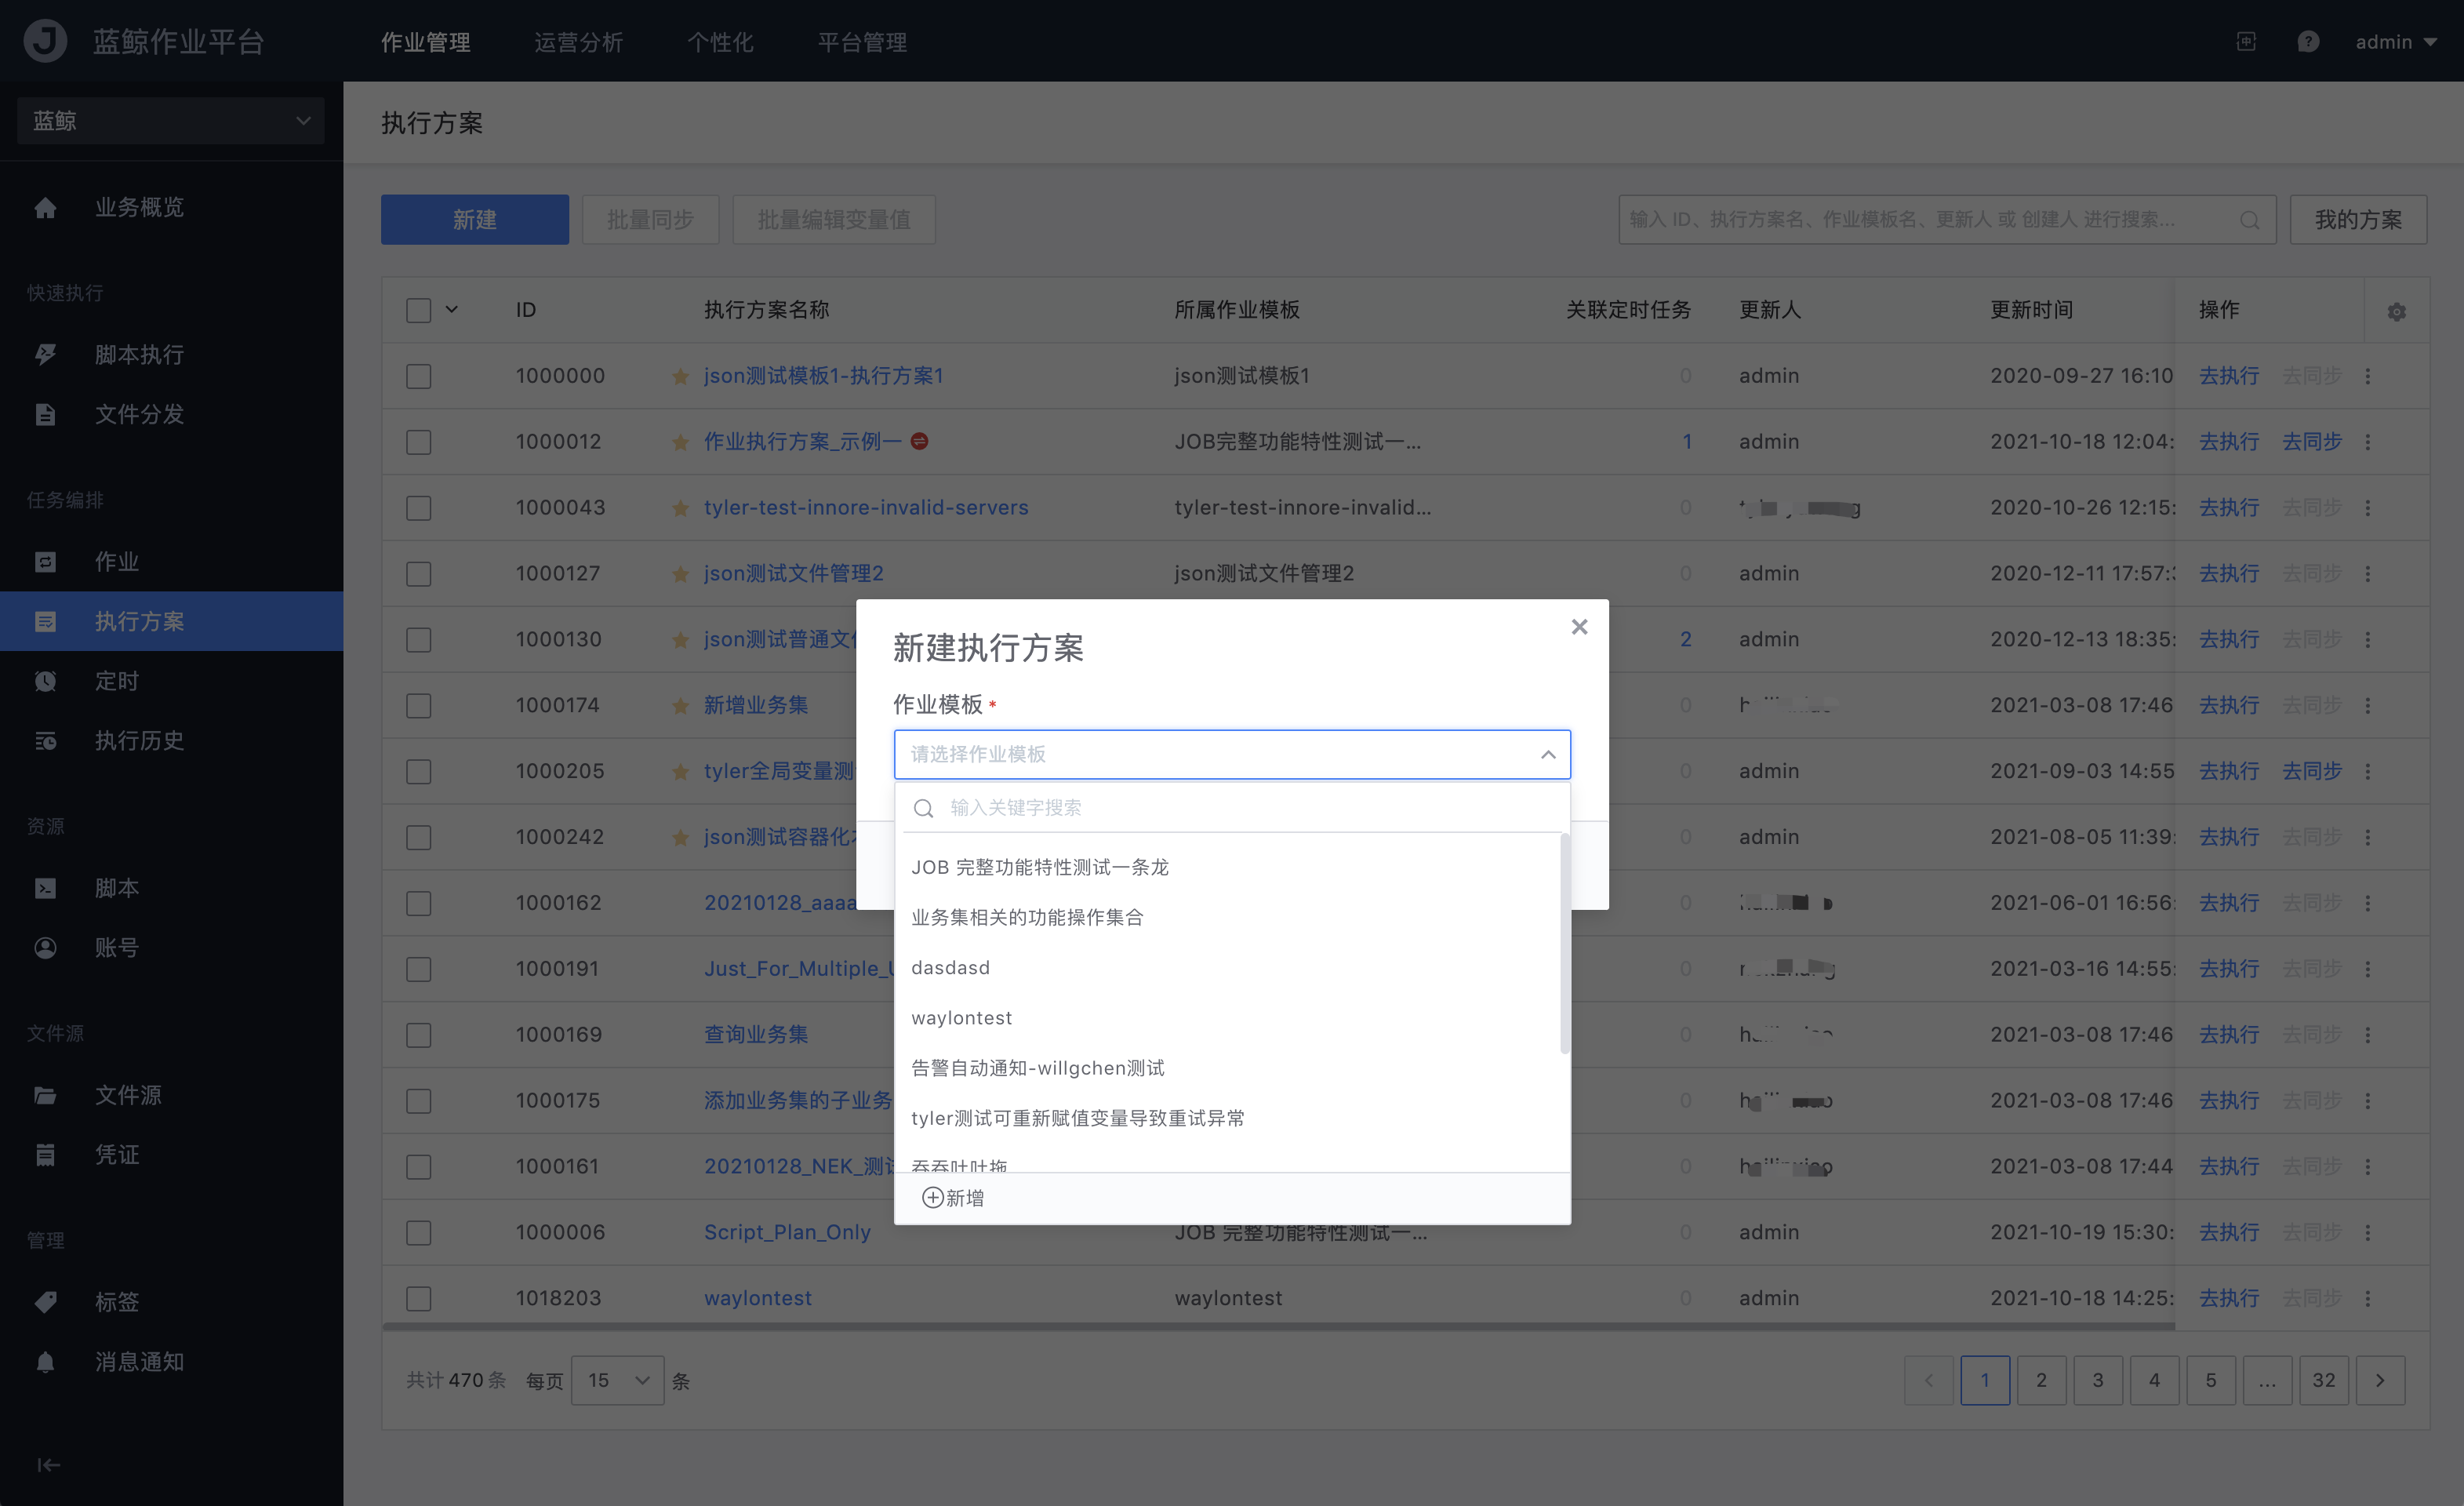 蓝鲸作业平台 作业管理 运营分析 个性化 平台管理 admin
蓝鲸
业务概览
快速执行
脚本执行
文件分发
任务编排
作业
执行方案
定时
执行历史
资源
脚本
账号
文件源
文件源
凭证
管理
标签
消息通知
执行方案
新建 批量同步 批量编辑变量值 输入 ID、执行方案名、作业模板名、更新人 或 创建人 进行搜索... 我的方案
ID 执行方案名称 所属作业模板 关联定时任务 更新人 更新时间 操作
1000000 json测试模板1-执行方案1 json测试模板1 0 admin 2020-09-27 16:10 去执行 去同步
1000012 作业执行方案_示例一 JOB完整功能特性测试一... 1 admin 2021-10-18 12:04: 去执行 去同步
1000043 tyler-test-innore-invalid-servers tyler-test-innore-invalid... 0 2020-10-26 12:15: 去执行 去同步
1000127 json测试文件管理2 json测试文件管理2 0 admin 2020-12-11 17:57: 去执行 去同步
1000130 json测试普通文 2 admin 2020-12-13 18:35: 去执行 去同步
1000174 新增业务集 0 2021-03-08 17:46 去执行 去同步
1000205 tyler全局变量测 0 admin 2021-09-03 14:55 去执行 去同步
1000242 json测试容器化 0 admin 2021-08-05 11:39: 去执行 去同步
1000162 20210128_aaaa 0 2021-06-01 16:56: 去执行 去同步
1000191 Just_For_Multiple_ 0 2021-03-16 14:55: 去执行 去同步
1000169 查询业务集 0 2021-03-08 17:46 去执行 去同步
1000175 添加业务集的子业务 0 2021-03-08 17:46 去执行 去同步
1000161 20210128_NEK_测试 0 2021-03-08 17:44 去执行 去同步
1000006 Script_Plan_Only JOB 完整功能特性测试一... 0 admin 2021-10-19 15:30: 去执行 去同步
1018203 waylontest waylontest 0 admin 2021-10-18 14:25: 去执行 去同步
共计 470 条 每页 15 条 1 2 3 4 5 ... 32
新建执行方案
作业模板 *
请选择作业模板
输入关键字搜索
JOB 完整功能特性测试一条龙
业务集相关的功能操作集合
dasdasd
waylontest
告警自动通知-willgchen测试
tyler测试可重新赋值变量导致重试异常
新增